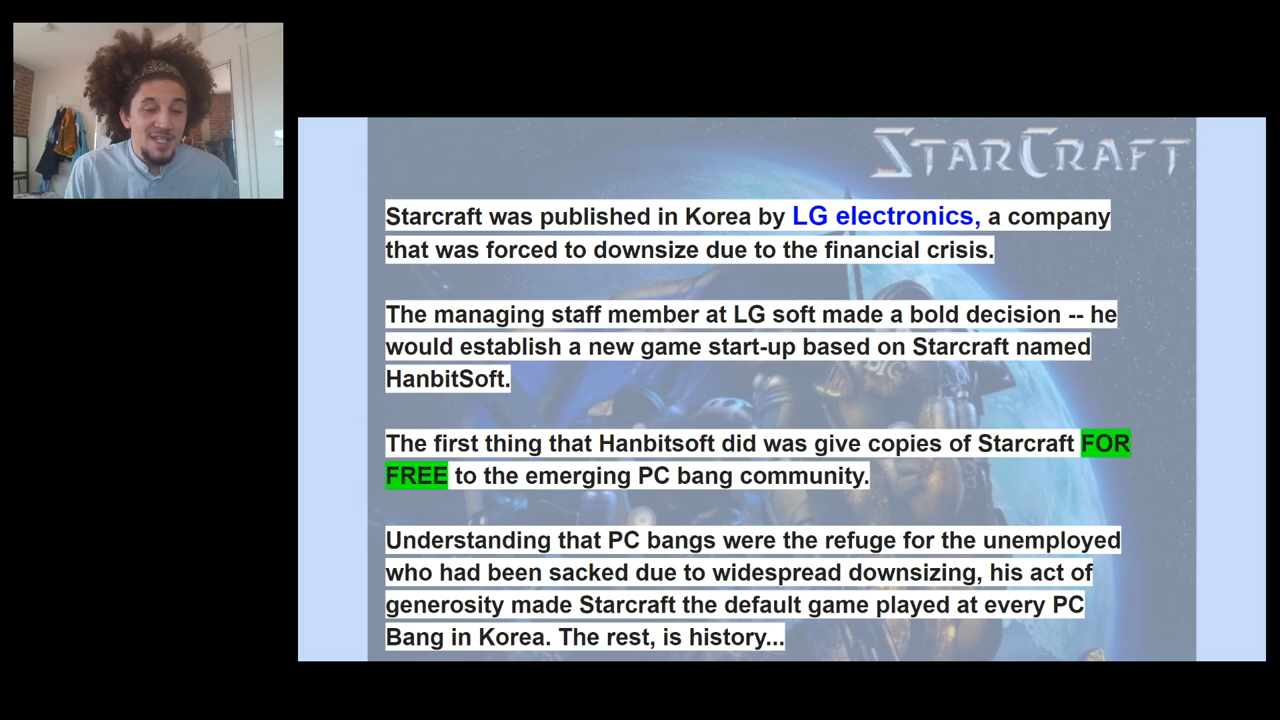 STARCRAFT
Starcraft was published in Korea by LG electronics, a company
that was forced to downsize due to the financial crisis.
The managing staff member at LG soft made a bold decision -- he
would establish a new game start-up based on Starcraft named
HanbitSoft.
The first thing that Hanbitsoft did was give copies of Starcraft FOR
FREE to the emerging PC bang community.
Understanding that PC bangs were the refuge for the unemployed
who had been sacked due to widespread downsizing, his act of
generosity made Starcraft the default game played at every PC
Bang in Korea. The rest, is history...